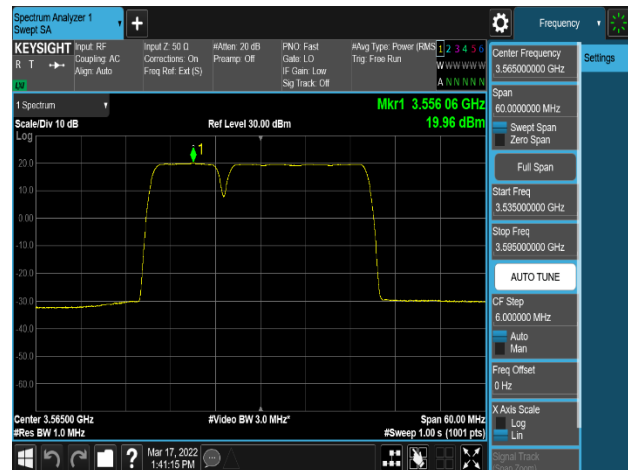 Spectrum Analyzer 1
Swept SA
Frequency
KEYSIGHT
R T
LXI
Input: RF
Coupling: AC
Align: Auto
Input Z: 50 Ω
Corrections: On
Freq Ref: Ext (S)
#Atten: 20 dB
Preamp: Off
PNO: Fast
Gate: LO
IF Gain: Low
Sig Track: Off
#Avg Type: Power (RMS
Trig: Free Run
1 2 3 4 5 6
W W W W W W
A N N N N N
1 Spectrum
Mkr1 3.556 06 GHz
Scale/Div 10 dB
Ref Level 30.00 dBm
19.96 dBm
Log
1
20.0
10.0
0.00
-10.0
-20.0
-30.0
-40.0
-50.0
-60.0
Center 3.56500 GHz
#Video BW 3.0 MHz*
Span 60.00 MHz
#Res BW 1.0 MHz
#Sweep 1.00 s (1001 pts)
Mar 17, 2022
1:41:15 PM
Center Frequency
3.565000000 GHz
Settings
Span
60.0000000 MHz
Swept Span
Zero Span
Full Span
Start Freq
3.535000000 GHz
Stop Freq
3.595000000 GHz
AUTO TUNE
CF Step
6.000000 MHz
Auto
Man
Freq Offset
0 Hz
X Axis Scale
Log
Lin
Signal Track
(Span Zoom)